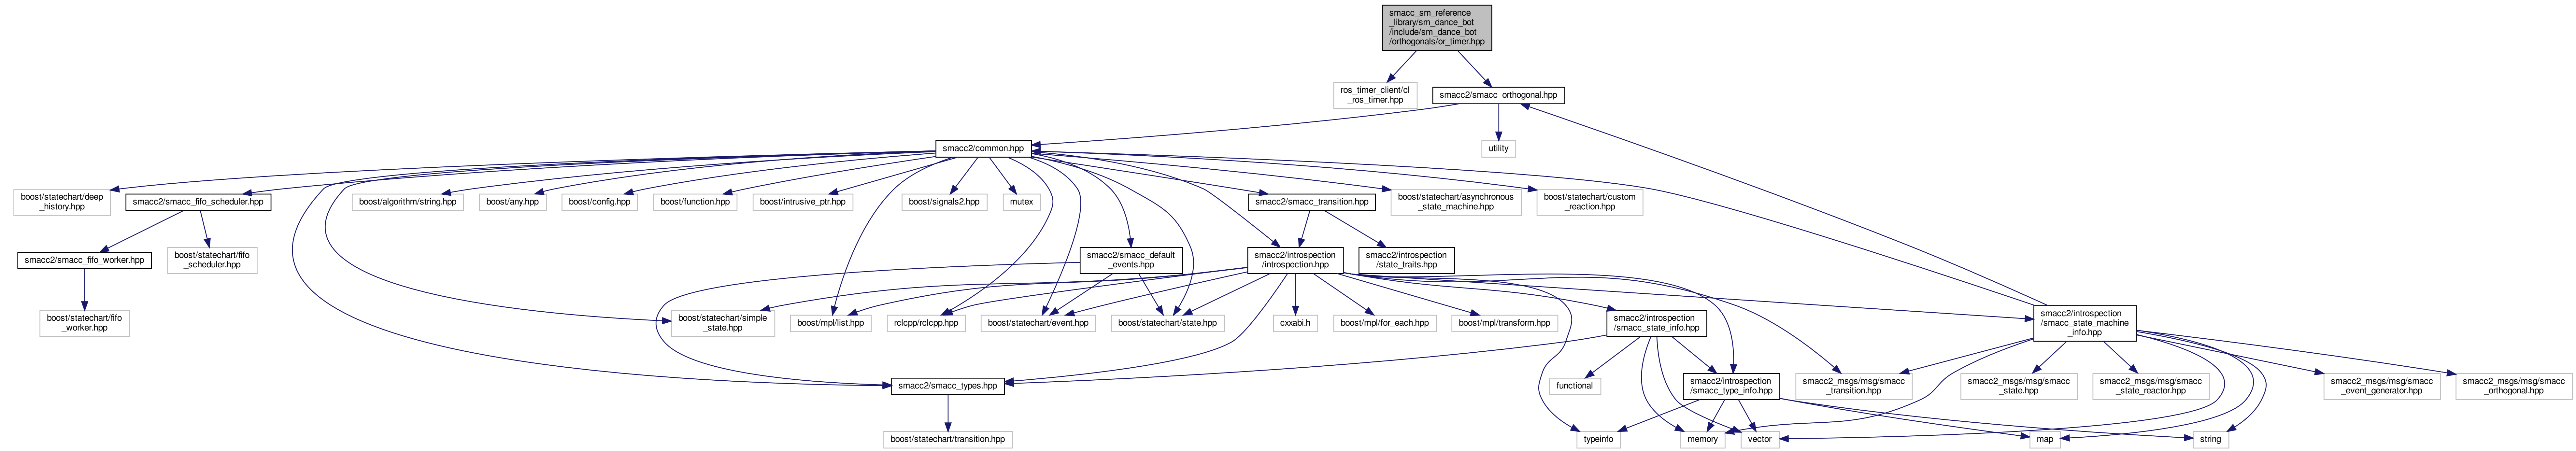 smacc_sm_reference
_library/sm_dance_bot
/include/sm_dance_bot
/orthogonals/or_timer.hpp
ros_timer_client/cl
_ros_timer.hpp
smacc2/smacc_orthogonal.hpp
smacc2/common.hpp
utility
boost/statechart/deep
_history.hpp
smacc2/smacc_fifo_scheduler.hpp
boost/algorithm/string.hpp
boost/any.hpp
boost/config.hpp
boost/function.hpp
boost/intrusive_ptr.hpp
boost/signals2.hpp
mutex
smacc2/smacc_transition.hpp
boost/statechart/asynchronous
_state_machine.hpp
boost/statechart/custom
_reaction.hpp
smacc2/smacc_fifo_worker.hpp
boost/statechart/fifo
_scheduler.hpp
smacc2/smacc_default
_events.hpp
smacc2/introspection
/introspection.hpp
smacc2/introspection
/state_traits.hpp
boost/statechart/fifo
_worker.hpp
boost/statechart/simple
_state.hpp
boost/mpl/list.hpp
rclcpp/rclcpp.hpp
boost/statechart/event.hpp
boost/statechart/state.hpp
cxxabi.h
boost/mpl/for_each.hpp
boost/mpl/transform.hpp
smacc2/introspection
/smacc_state_info.hpp
smacc2/introspection
/smacc_state_machine
_info.hpp
smacc2/smacc_types.hpp
functional
smacc2/introspection
/smacc_type_info.hpp
smacc2_msgs/msg/smacc
_transition.hpp
smacc2_msgs/msg/smacc
_state.hpp
smacc2_msgs/msg/smacc
_state_reactor.hpp
smacc2_msgs/msg/smacc
_event_generator.hpp
smacc2_msgs/msg/smacc
_orthogonal.hpp
boost/statechart/transition.hpp
typeinfo
memory
vector
map
string